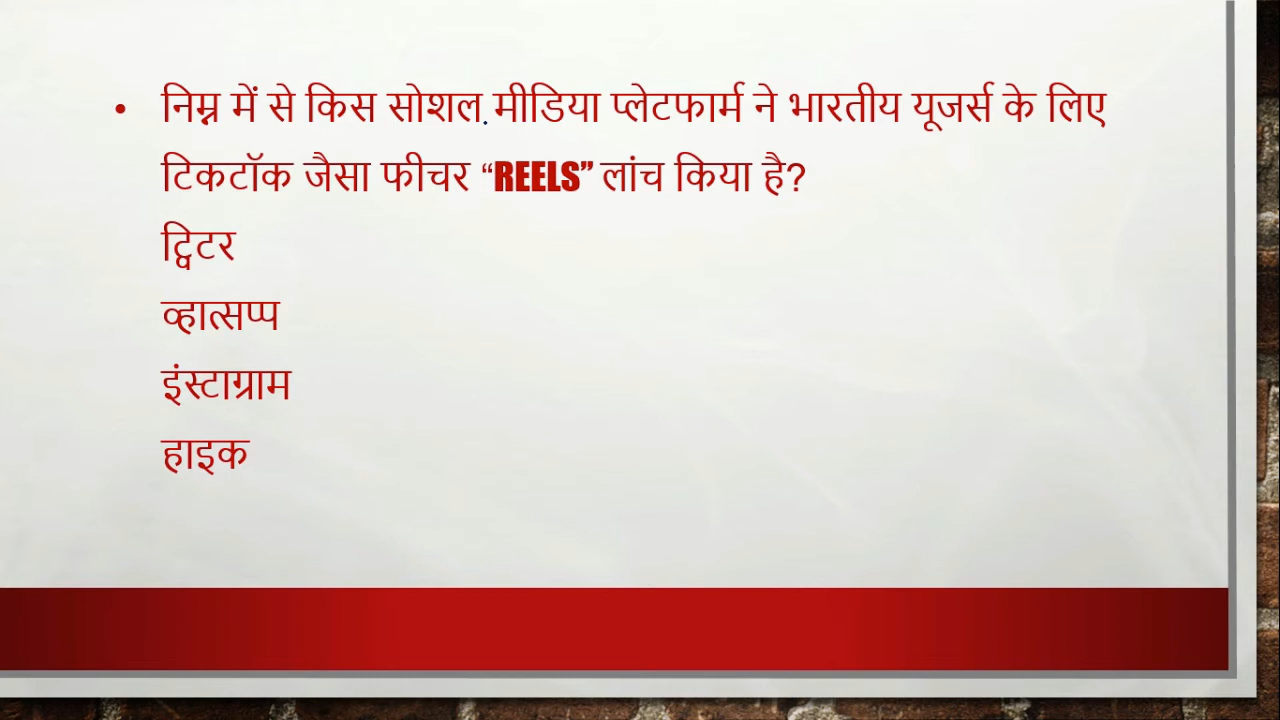 • निम्न में से किस सोशल मीडिया प्लेटफार्म ने भारतीय यूजर्स के लिए
टिकटॉक जैसा फीचर “REELS” लांच किया है?
ट्विटर
व्हात्सप्प
इंस्टाग्राम
हाइक